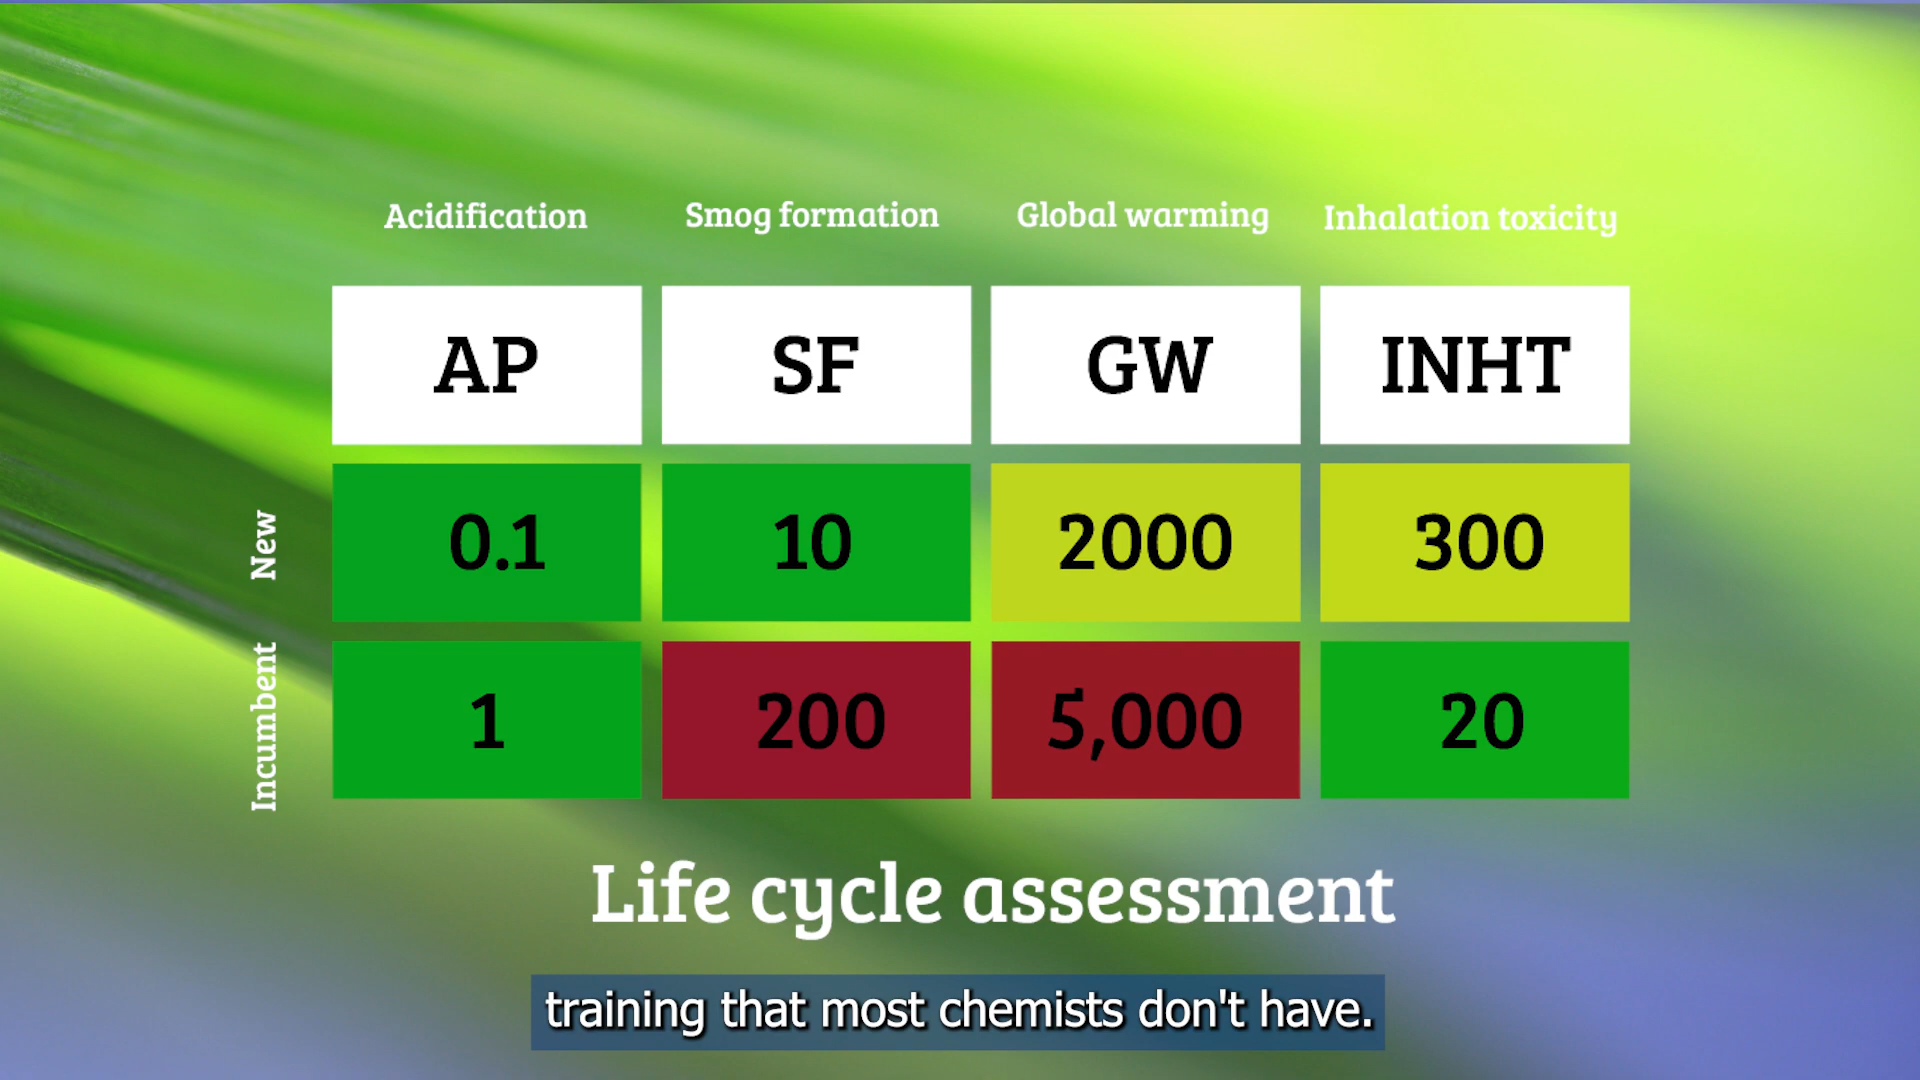 Acidification Smog formation Global warming Inhalation toxicity
AP SF GW INHT
New 0.1 10 2000 300
Incumbent 1 200 5,000 20
Life cycle assessment
training that most chemists don't have.